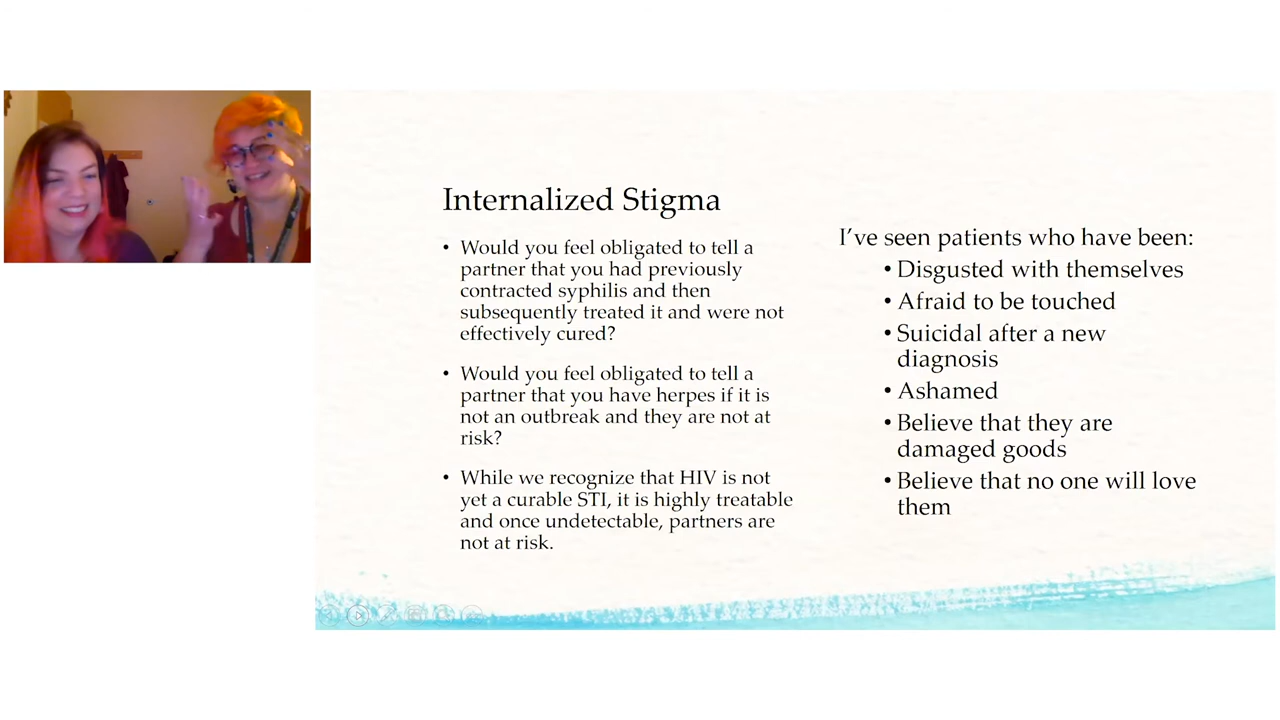 Internalized Stigma
• Would you feel obligated to tell a
partner that you had previously
contracted syphilis and then
subsequently treated it and were not
effectively cured?
• Would you feel obligated to tell a
partner that you have herpes if it is
not an outbreak and they are not at
risk?
• While we recognize that HIV is not
yet a curable STI, it is highly treatable
and once undetectable, partners are
not at risk.
I've seen patients who have been:
• Disgusted with themselves
• Afraid to be touched
• Suicidal after a new
diagnosis
• Ashamed
• Believe that they are
damaged goods
• Believe that no one will love
them